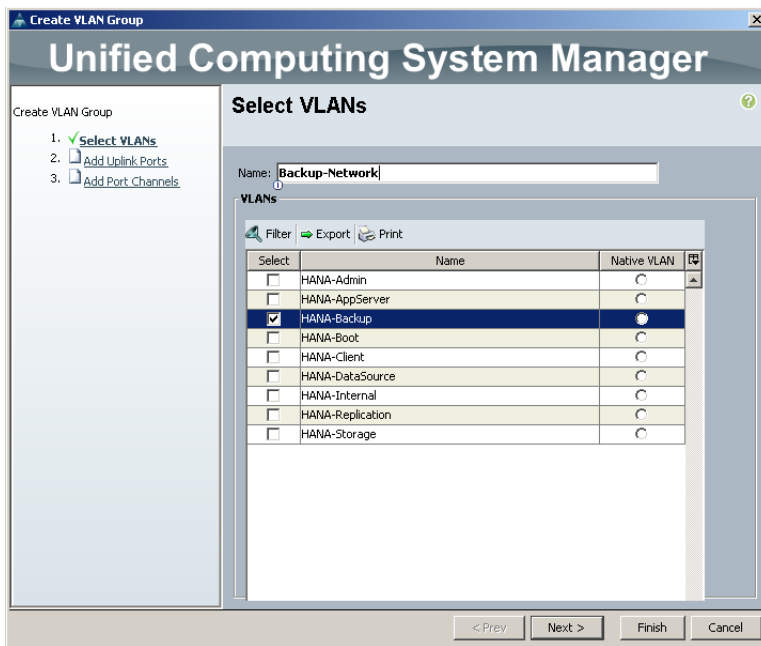 Create VLAN Group
Unified Computing System Manager
Create VLAN Group
1. Select VLANs
2. Add Uplink Ports
3. Add Port Channels
Select VLANs
Name: Backup-Network
VLANs
Filter Export Print
Select Name Native VLAN
HANA-Admin
HANA-AppServer
HANA-Backup
HANA-Boot
HANA-Client
HANA-DataSource
HANA-Internal
HANA-Replication
HANA-Storage
< Prev Next > Finish Cancel